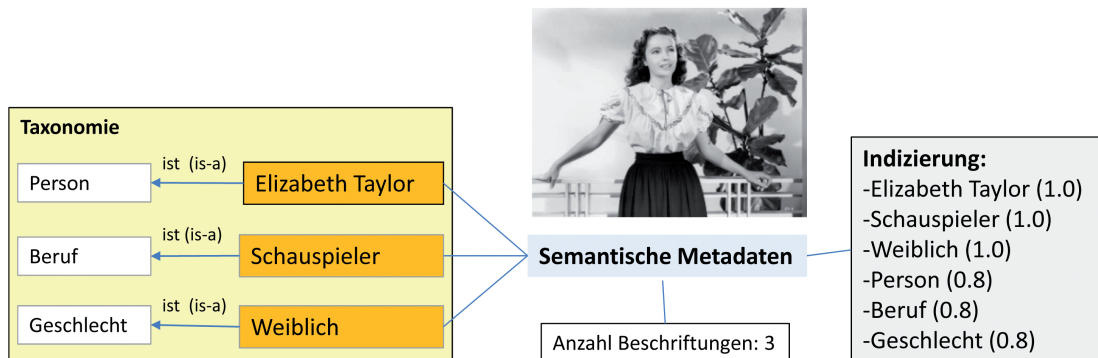 Taxonomie
Person
ist (is-a)
Elizabeth Taylor
Beruf
ist (is-a)
Schauspieler
Geschlecht
ist (is-a)
Weiblich
Semantische Metadaten
Anzahl Beschriftungen: 3
Indizierung:
-Elizabeth Taylor (1.0)
-Schauspieler (1.0)
-Weiblich (1.0)
-Person (0.8)
-Beruf (0.8)
-Geschlecht (0.8)